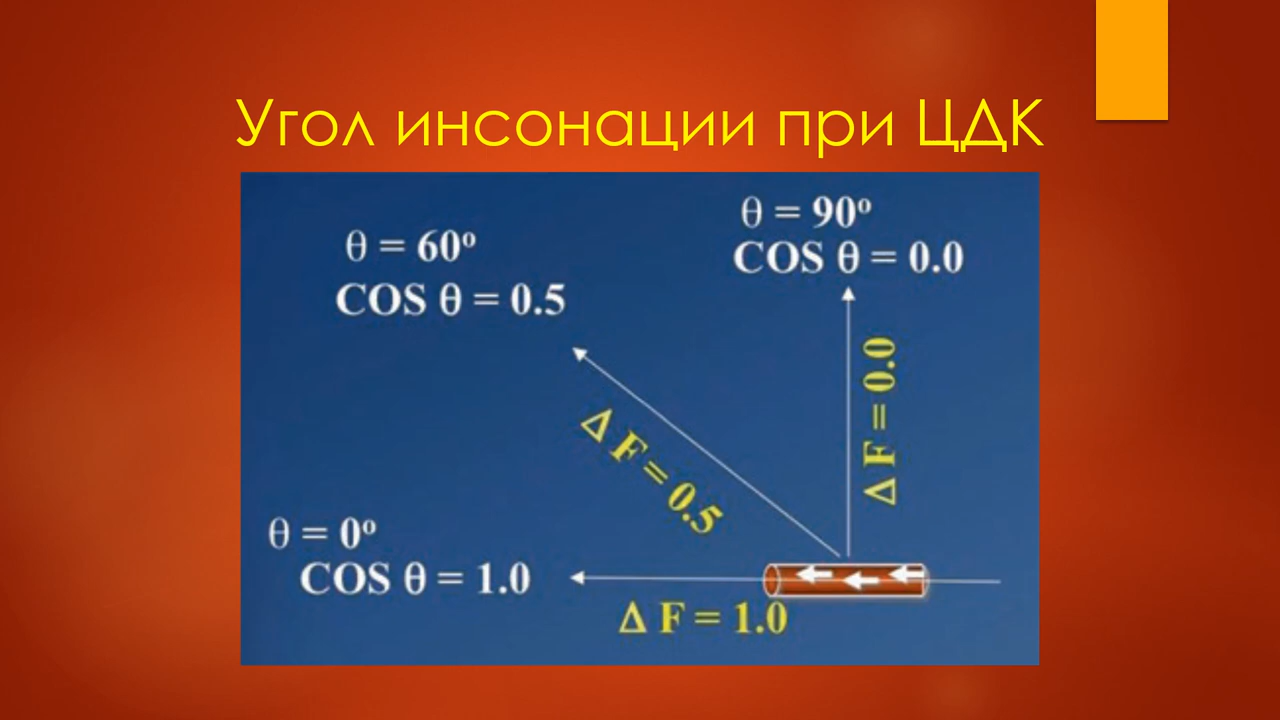 Угол инсонации при ЦДК
θ = 90º
COS θ = 0.0
θ = 60º
COS θ = 0.5
Δ F = 0.0
Δ F = 0.5
θ = 0º
COS θ = 1.0
Δ F = 1.0